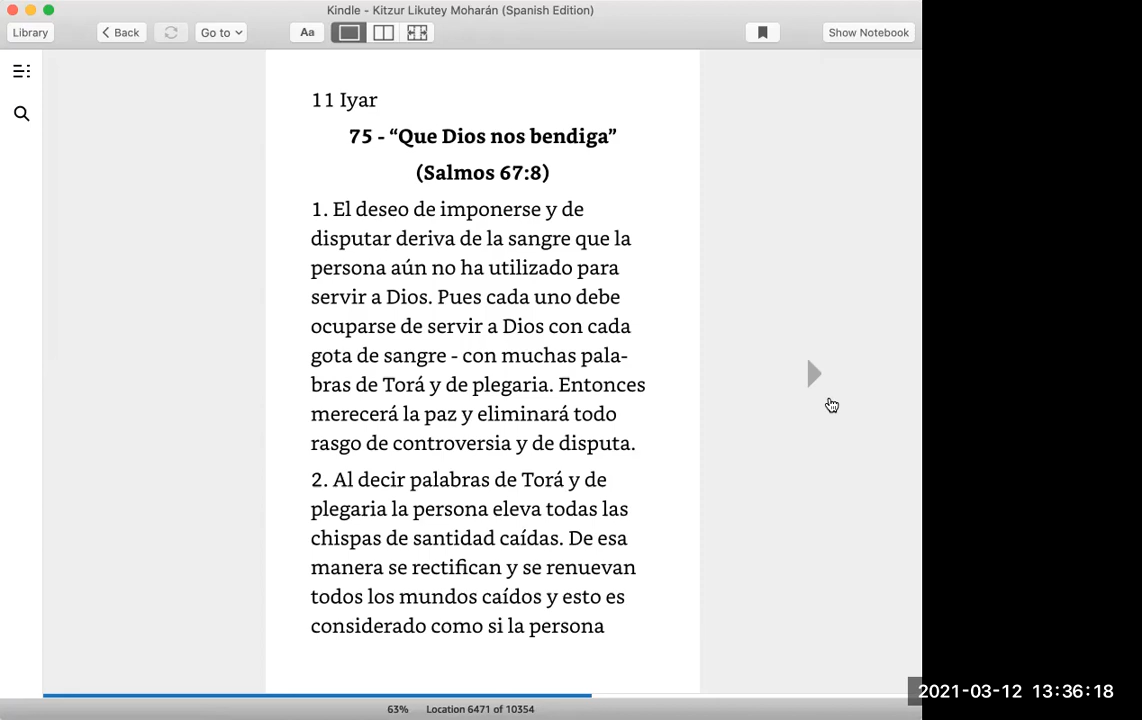 Kindle - Kitzur Likutey Moharán (Spanish Edition)
Library
Back
Go to
Aa
Show Notebook
11 Iyar
75 - “Que Dios nos bendiga”
(Salmos 67:8)
1. El deseo de imponerse y de
disputar deriva de la sangre que la
persona aún no ha utilizado para
servir a Dios. Pues cada uno debe
ocuparse de servir a Dios con cada
gota de sangre - con muchas pala-
bras de Torá y de plegaria. Entonces
merecerá la paz y eliminará todo
rasgo de controversia y de disputa.
2. Al decir palabras de Torá y de
plegaria la persona eleva todas las
chispas de santidad caídas. De esa
manera se rectifican y se renuevan
todos los mundos caídos y esto es
considerado como si la persona
63% Location 6471 of 10354
2021-03-12 13:36:18